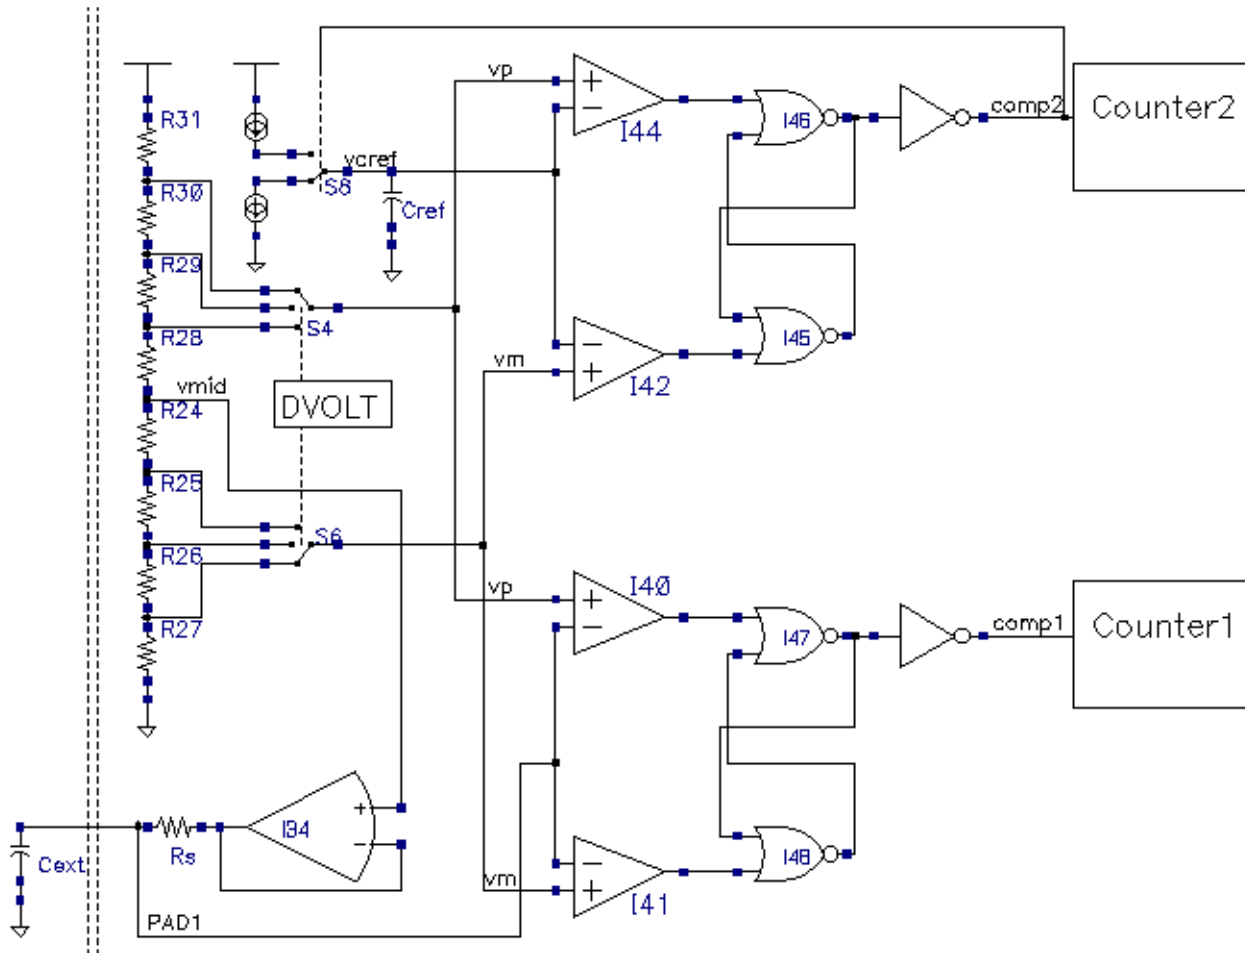 vp
comp2
Counter2
R31
I44
I46
vcref
R30
S8
Cref
R29
S4
I45
R28
vm
I42
vmid
DVOLT
R24
R25
S6
R26
vp
I40
R27
I47
comp1
Counter1
+
-
+
-
-
+
+
-
-
+
+
-
I34
Rs
Cext
I48
vm
I41
PAD1